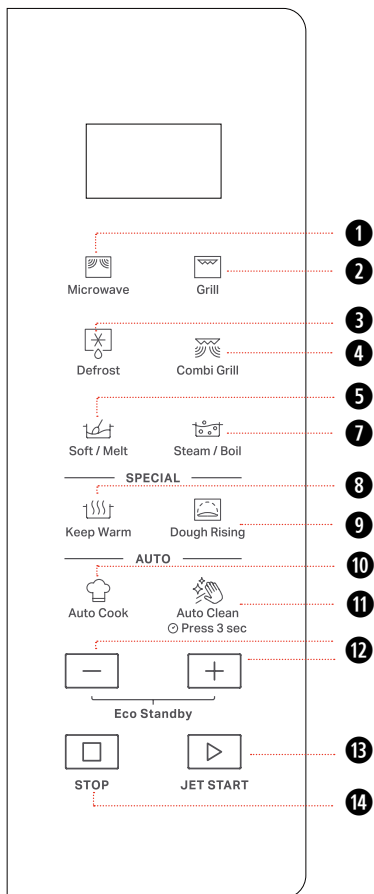 1
Microwave Grill
2
3
4
Defrost Combi Grill
5
Soft / Melt Steam / Boil
7
SPECIAL
8
Keep Warm Dough Rising
9
AUTO
10
Auto Cook Auto Clean
11
Press 3 sec
12
Eco Standby
13
STOP JET START
14